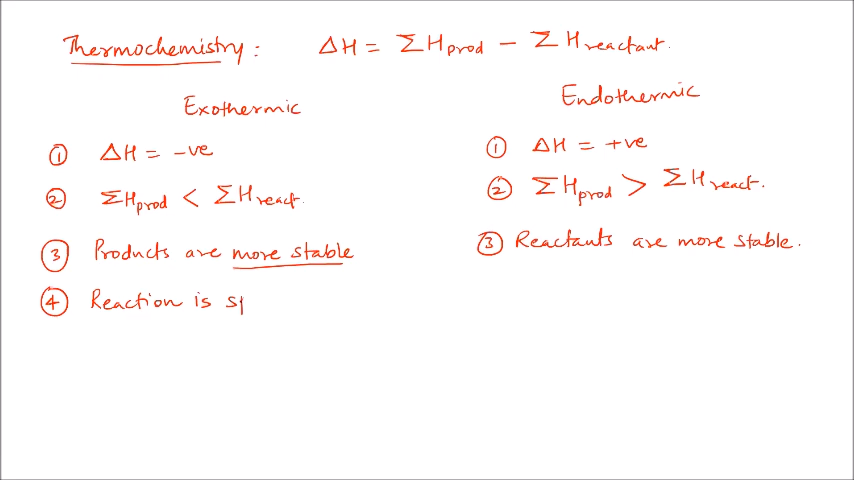 Thermochemistry: ΔH = ΣHprod – ΣHreactant.
Exothermic
① ΔH = –ve
② ΣHprod < ΣHreact.
③ Products are more stable
④ Reaction is sp
Endothermic
① ΔH = +ve
② ΣHprod > ΣHreact.
③ Reactants are more stable.